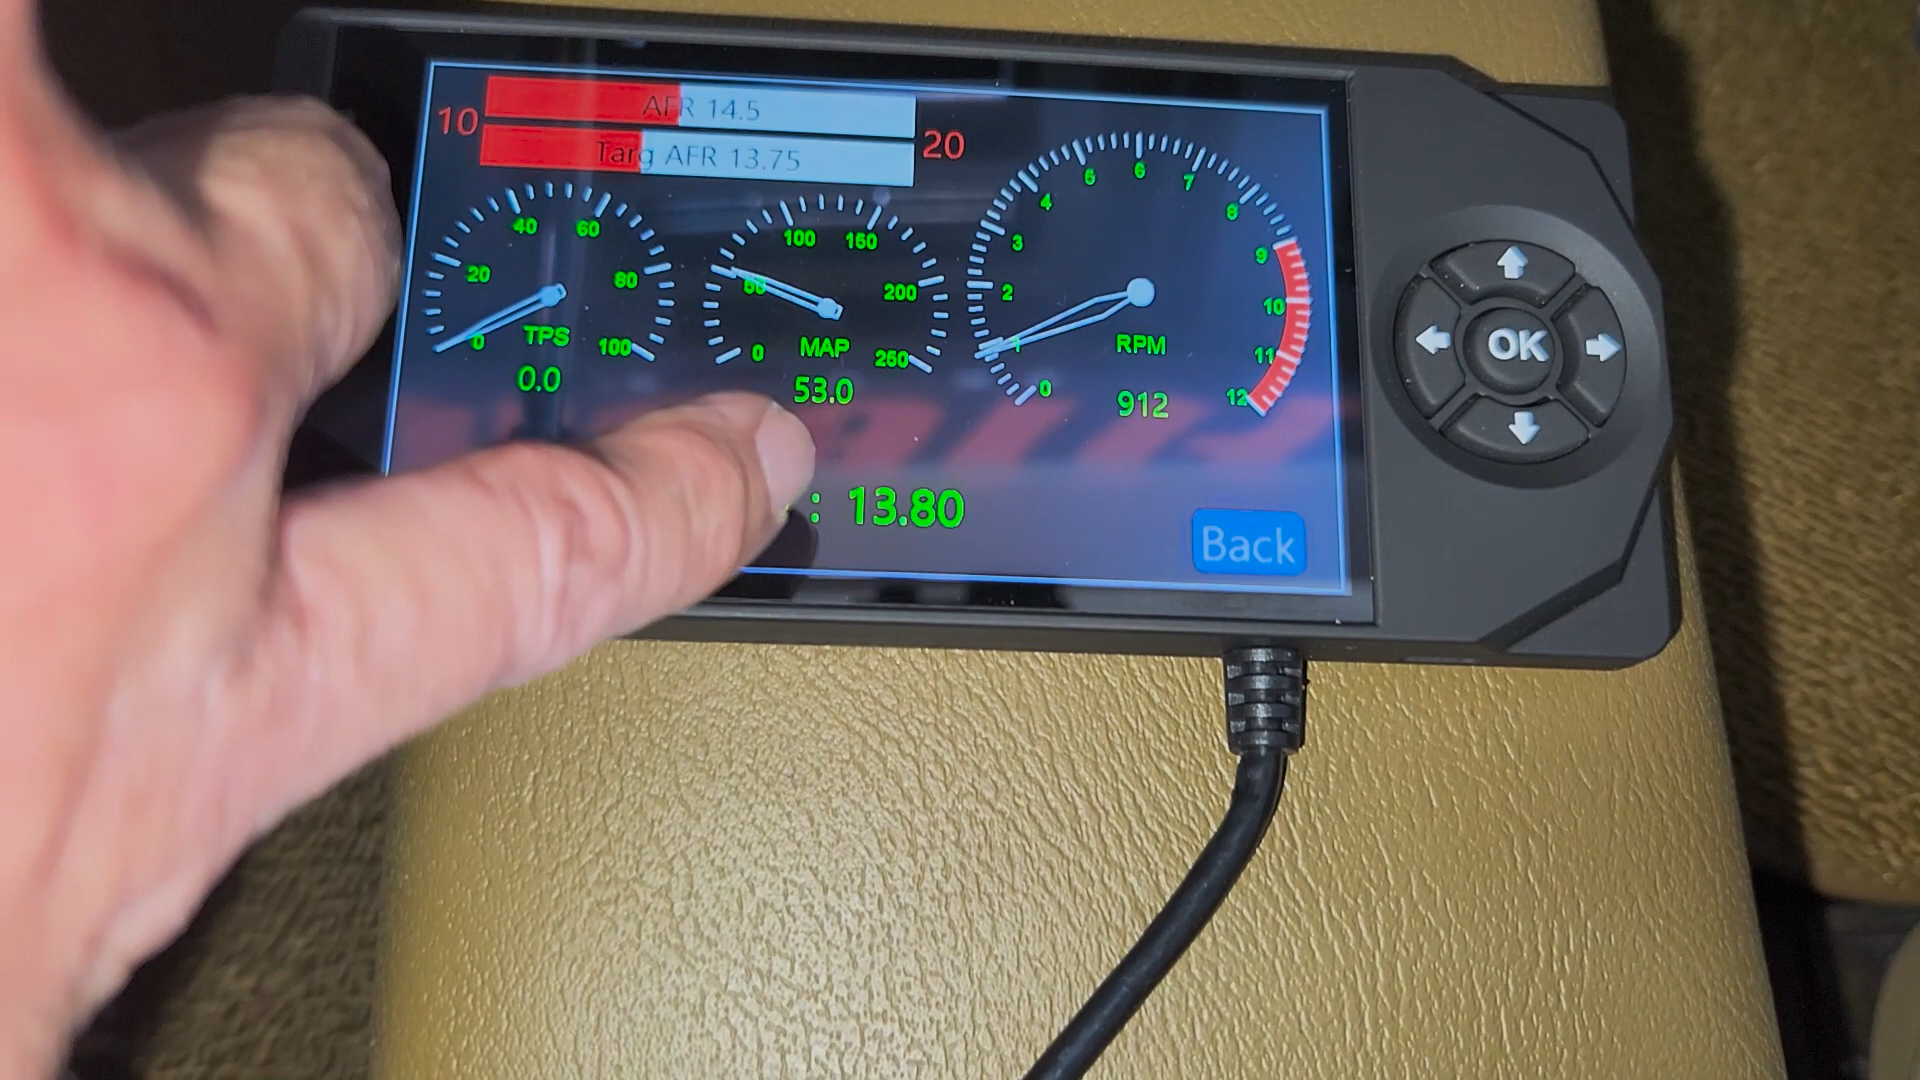 AFR 14.5
10 20
Targ AFR 13.75
0 20 40 60 80 100
TPS
0.0
0 50 100 150 200 250
MAP
53.0
0 1 2 3 4 5 6 7 8 9 10 11 12
RPM
912
: 13.80
Back
OK